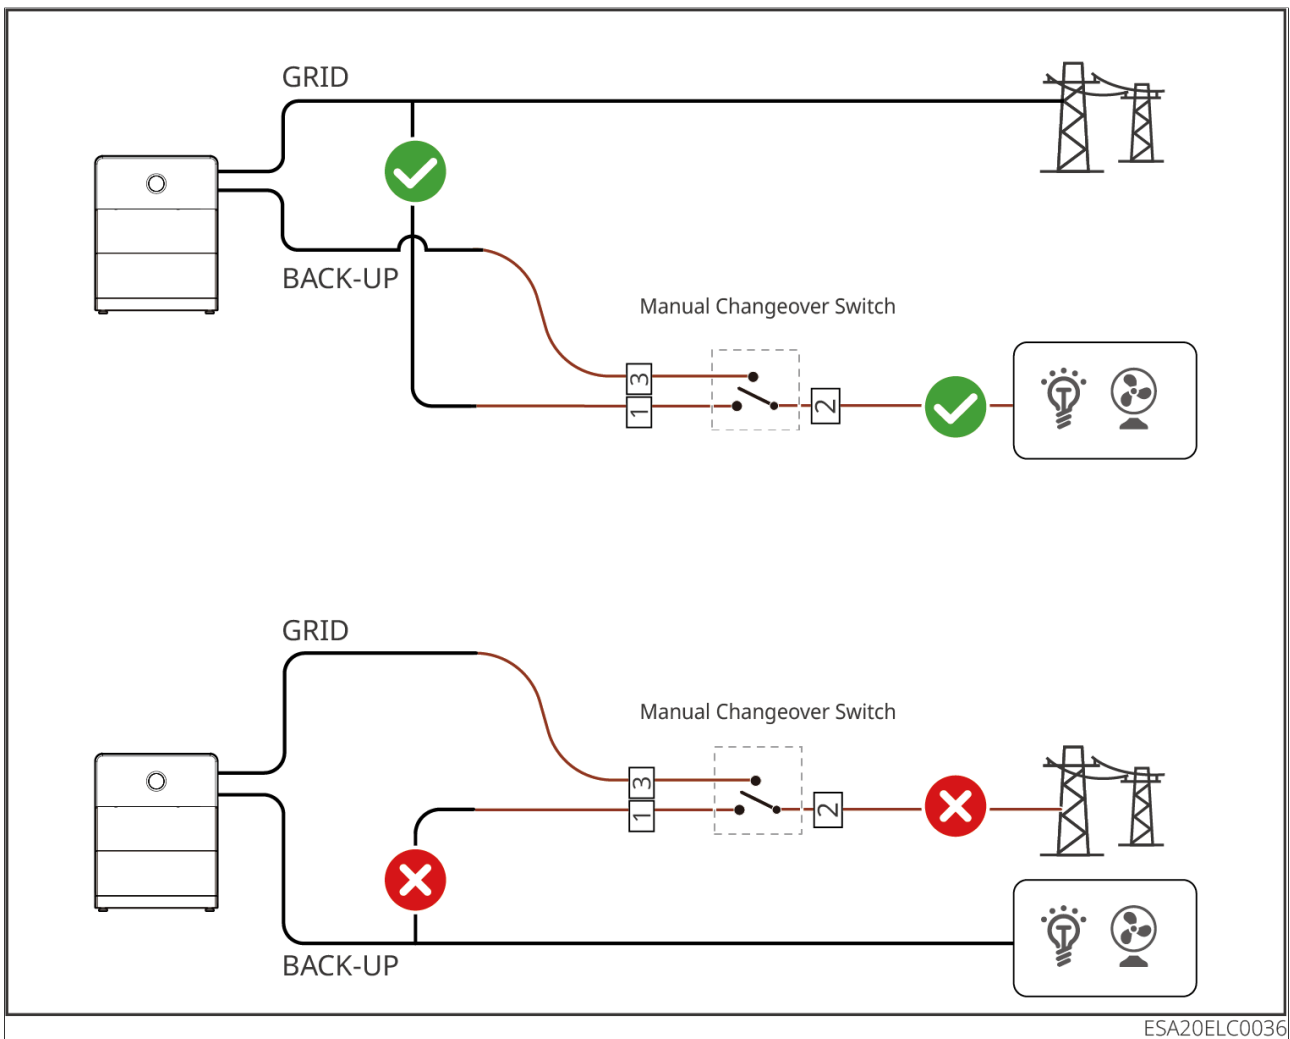 GRID
BACK-UP
Manual Changeover Switch
3
1
2
GRID
Manual Changeover Switch
3
1
2
BACK-UP
ESA20ELC0036